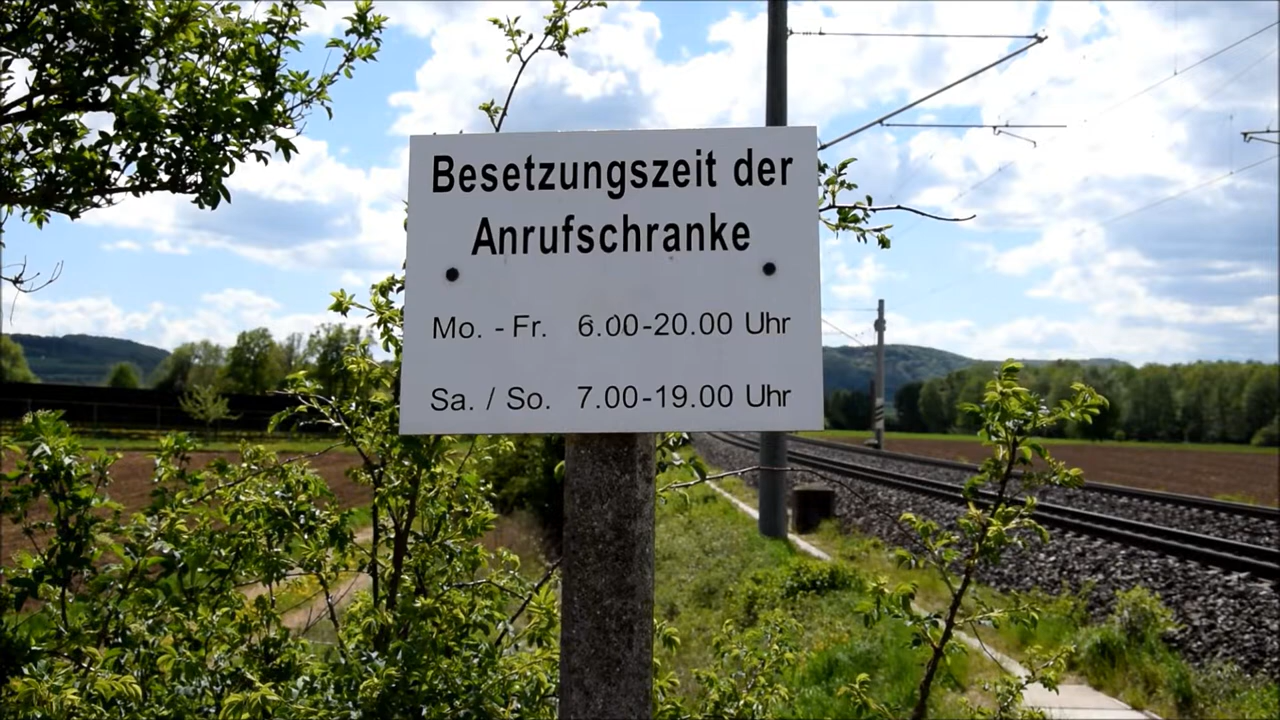 Besetzungszeit der
Anrufschranke
Mo. - Fr. 6.00-20.00 Uhr
Sa. / So. 7.00-19.00 Uhr